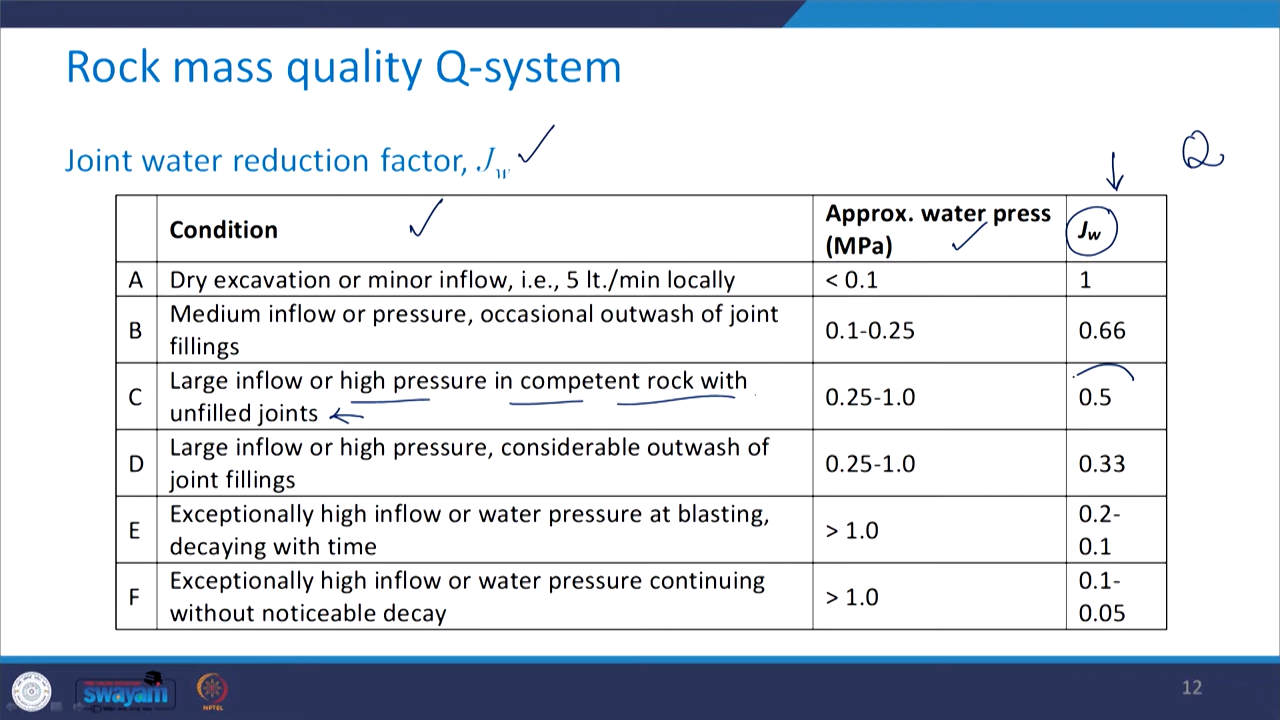 Rock mass quality Q-system
Joint water reduction factor, Jw
Q
Condition
Approx. water press
(MPa)
Jw
A
Dry excavation or minor inflow, i.e., 5 lt./min locally
< 0.1
1
B
Medium inflow or pressure, occasional outwash of joint
fillings
0.1-0.25
0.66
C
Large inflow or high pressure in competent rock with
unfilled joints
0.25-1.0
0.5
D
Large inflow or high pressure, considerable outwash of
joint fillings
0.25-1.0
0.33
E
Exceptionally high inflow or water pressure at blasting,
decaying with time
> 1.0
0.2-
0.1
F
Exceptionally high inflow or water pressure continuing
without noticeable decay
> 1.0
0.1-
0.05
swayam
NPTEL
12